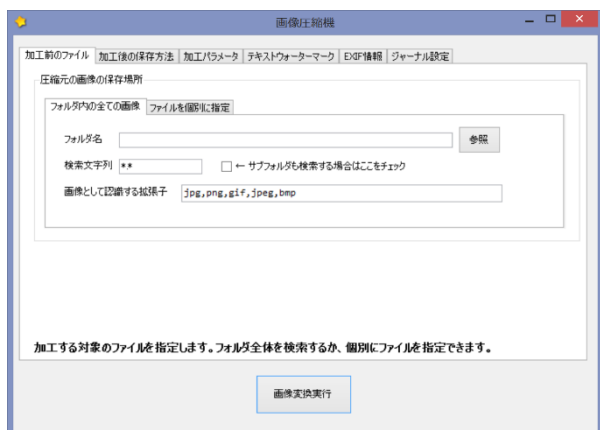 画像圧縮機
加工前のファイル 加工後の保存方法 加工パラメータ テキストウォーターマーク EXIF情報 ジャーナル設定
圧縮元の画像の保存場所
フォルダ内の全ての画像 ファイルを個別に指定
フォルダ名 参照
検索文字列 *.* ← サブフォルダも検索する場合はここをチェック
画像として認識する拡張子 jpg,png,gif,jpeg,bmp
加工する対象のファイルを指定します。フォルダ全体を検索するか、個別にファイルを指定できます。
画像変換実行